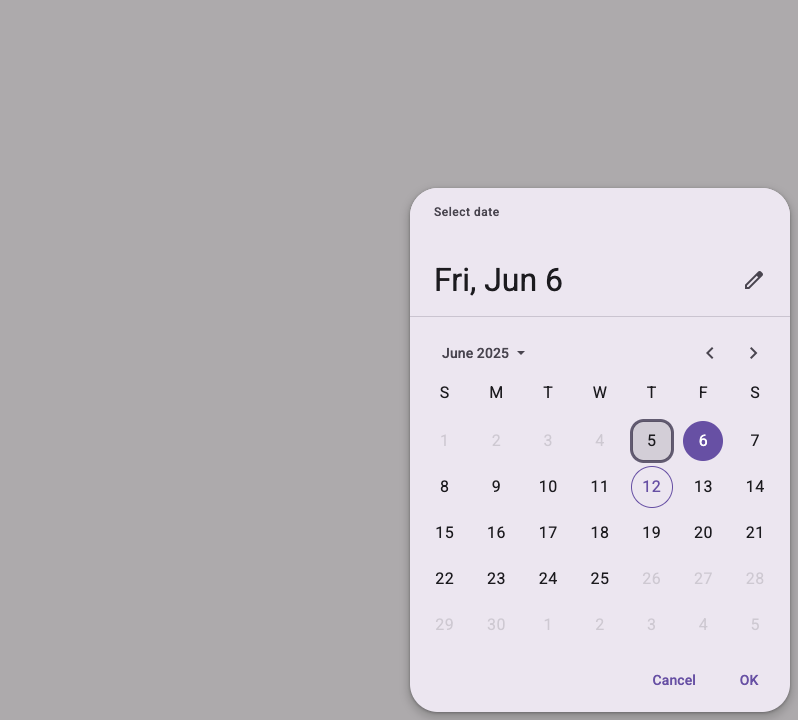 Select date
Fri, Jun 6
June 2025
S M T W T F S
1 2 3 4 5 6 7
8 9 10 11 12 13 14
15 16 17 18 19 20 21
22 23 24 25 26 27 28
29 30 1 2 3 4 5
Cancel OK